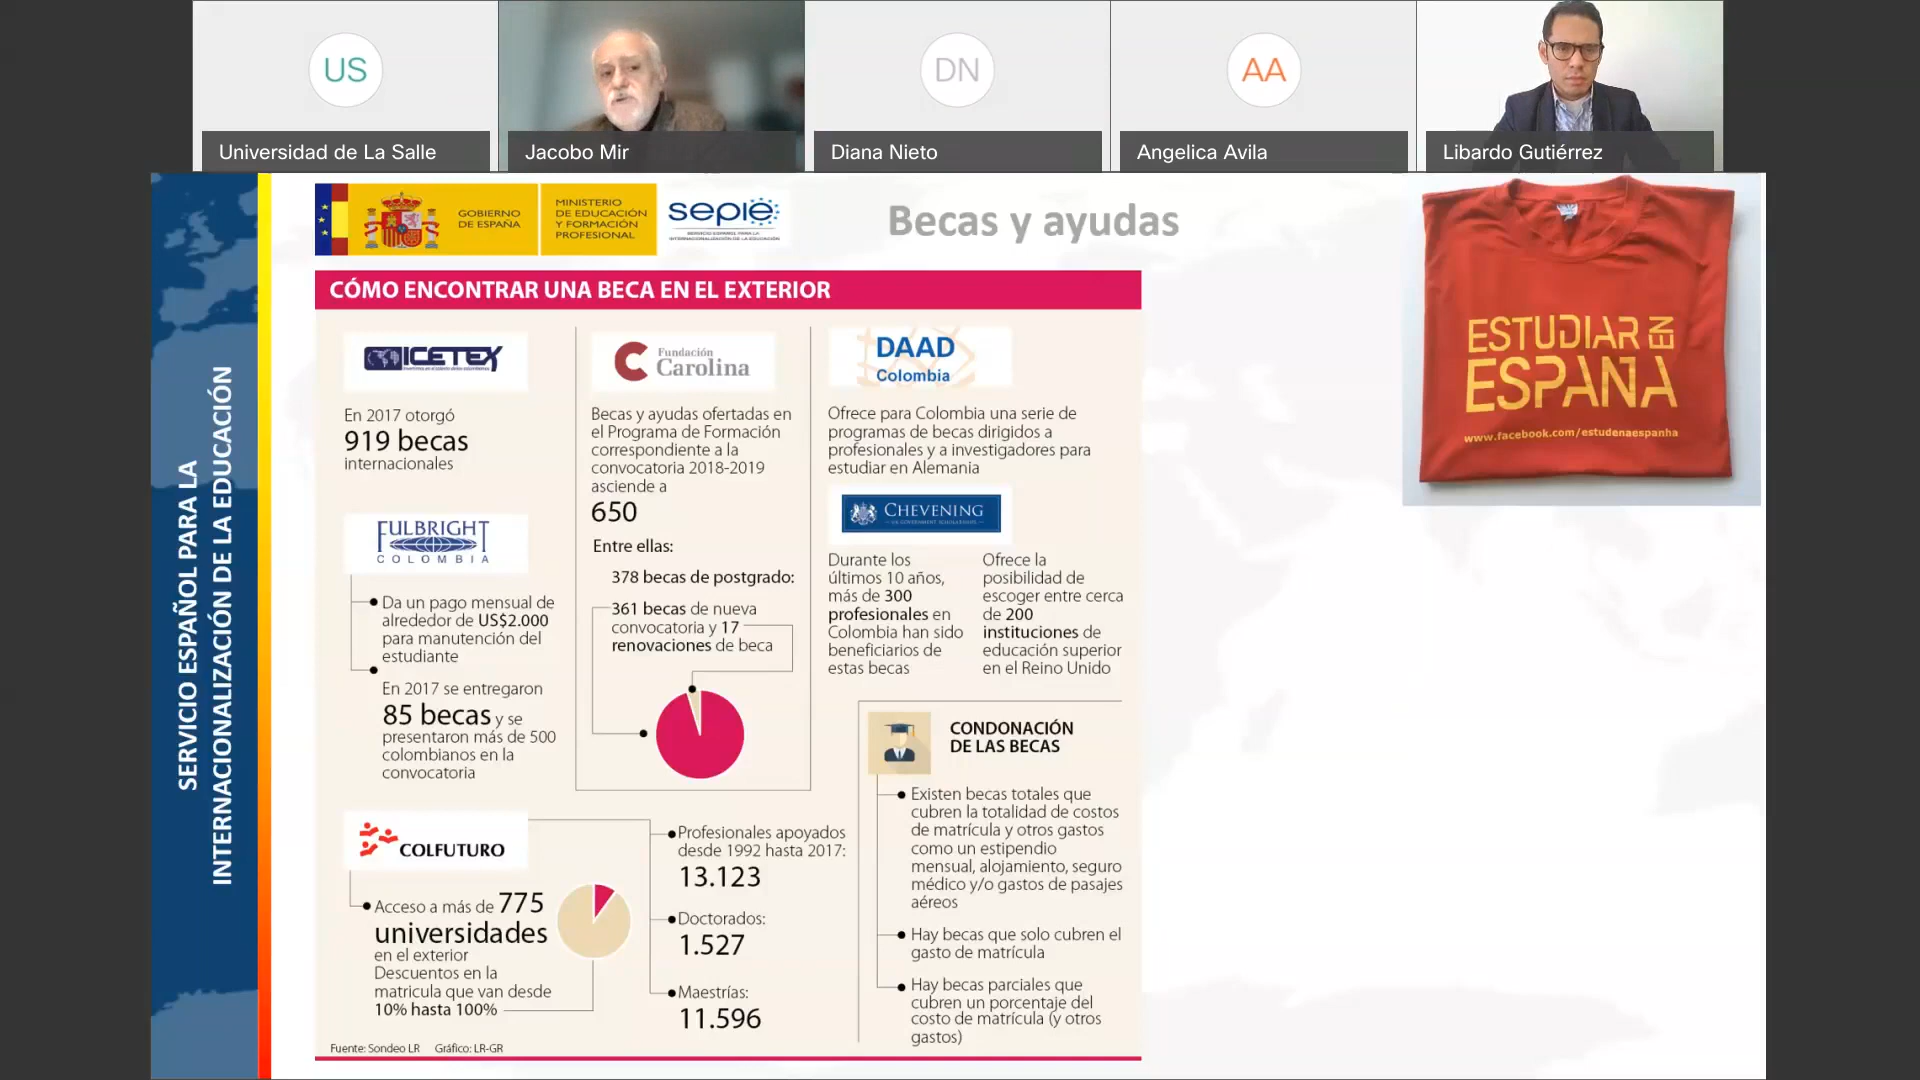 US
DN
AA
Universidad de La Salle
Jacobo Mir
Diana Nieto
Angelica Avila
Libardo Gutiérrez
SERVICIO ESPAÑOL PARA LA
INTERNACIONALIZACIÓN DE LA EDUCACIÓN
GOBIERNO
DE ESPAÑA
MINISTERIO
DE EDUCACIÓN
Y FORMACIÓN
PROFESIONAL
sepie
SERVICIO ESPAÑOL PARA LA
INTERNACIONALIZACIÓN DE LA EDUCACIÓN
Becas y ayudas
ESTUDIAR EN
ESPAÑA
www.facebook.com/estudenaespanha
CÓMO ENCONTRAR UNA BECA EN EL EXTERIOR
ICETEX
En 2017 otorgó
919 becas
internacionales
FULBRIGHT
COLOMBIA
Da un pago mensual de
alrededor de US$2.000
para manutención del
estudiante
En 2017 se entregaron
85 becas y se
presentaron más de 500
colombianos en la
convocatoria
Fundación
Carolina
Becas y ayudas ofertadas en
el Programa de Formación
correspondiente a la
convocatoria 2018-2019
asciende a
650
Entre ellas:
378 becas de postgrado:
361 becas de nueva
convocatoria y 17
renovaciones de beca
DAAD
Colombia
Ofrece para Colombia una serie de
programas de becas dirigidos a
profesionales y a investigadores para
estudiar en Alemania
CHEVENING
UK GOVERNMENT SCHOLARSHIPS
Durante los
últimos 10 años,
más de 300
profesionales en
Colombia han sido
beneficiarios de
estas becas
Ofrece la
posibilidad de
escoger entre cerca
de 200
instituciones de
educación superior
en el Reino Unido
COLFUTURO
Acceso a más de 775
universidades
en el exterior
Descuentos en la
matricula que van desde
10% hasta 100%
Profesionales apoyados
desde 1992 hasta 2017:
13.123
Doctorados:
1.527
Maestrías:
11.596
CONDONACIÓN
DE LAS BECAS
Existen becas totales que
cubren la totalidad de costos
de matrícula y otros gastos
como un estipendio
mensual, alojamiento, seguro
médico y/o gastos de pasajes
aéreos
Hay becas que solo cubren el
gasto de matrícula
Hay becas parciales que
cubren un porcentaje del
costo de matrícula (y otros
gastos)
Fuente: Sondeo LR Gráfico: LR-GR